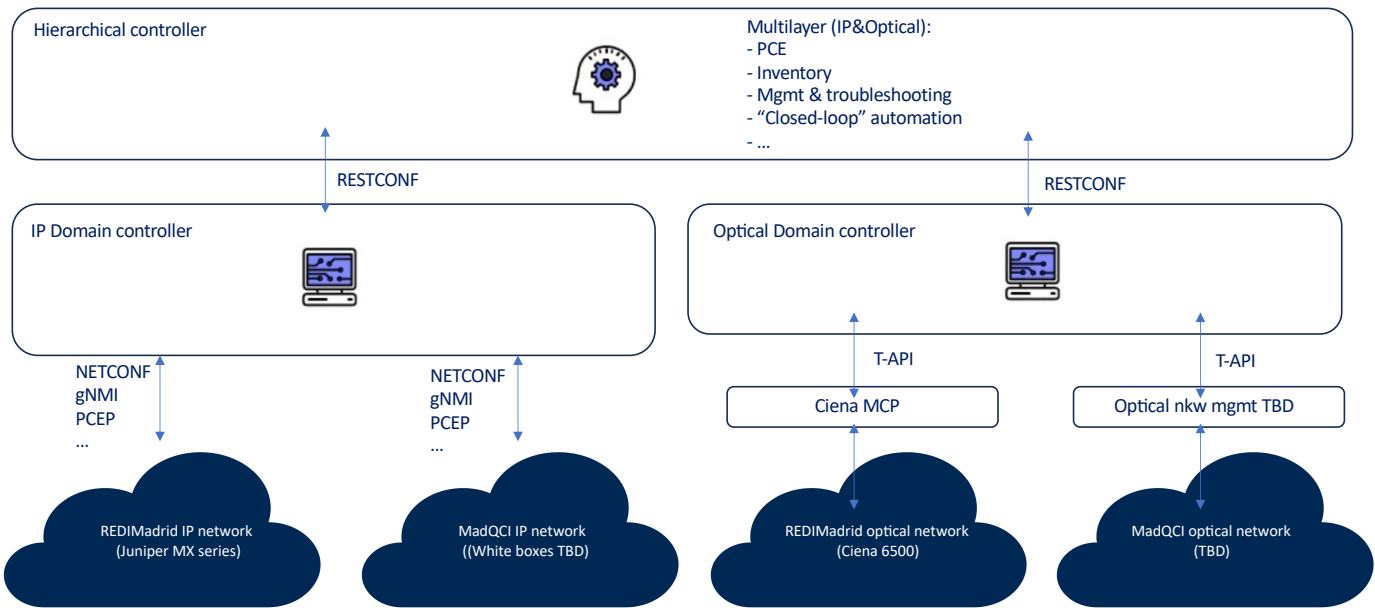 Hierarchical controller
Multilayer (IP&Optical):
- PCE
- Inventory
- Mgmt & troubleshooting
- “Closed-loop” automation
- ...
RESTCONF
RESTCONF
IP Domain controller
Optical Domain controller
NETCONF
gNMI
PCEP
...
NETCONF
gNMI
PCEP
...
T-API
T-API
Ciena MCP
Optical nkw mgmt TBD
REDIMadrid IP network
(Juniper MX series)
MadQCI IP network
((White boxes TBD)
REDIMadrid optical network
(Ciena 6500)
MadQCI optical network
(TBD)